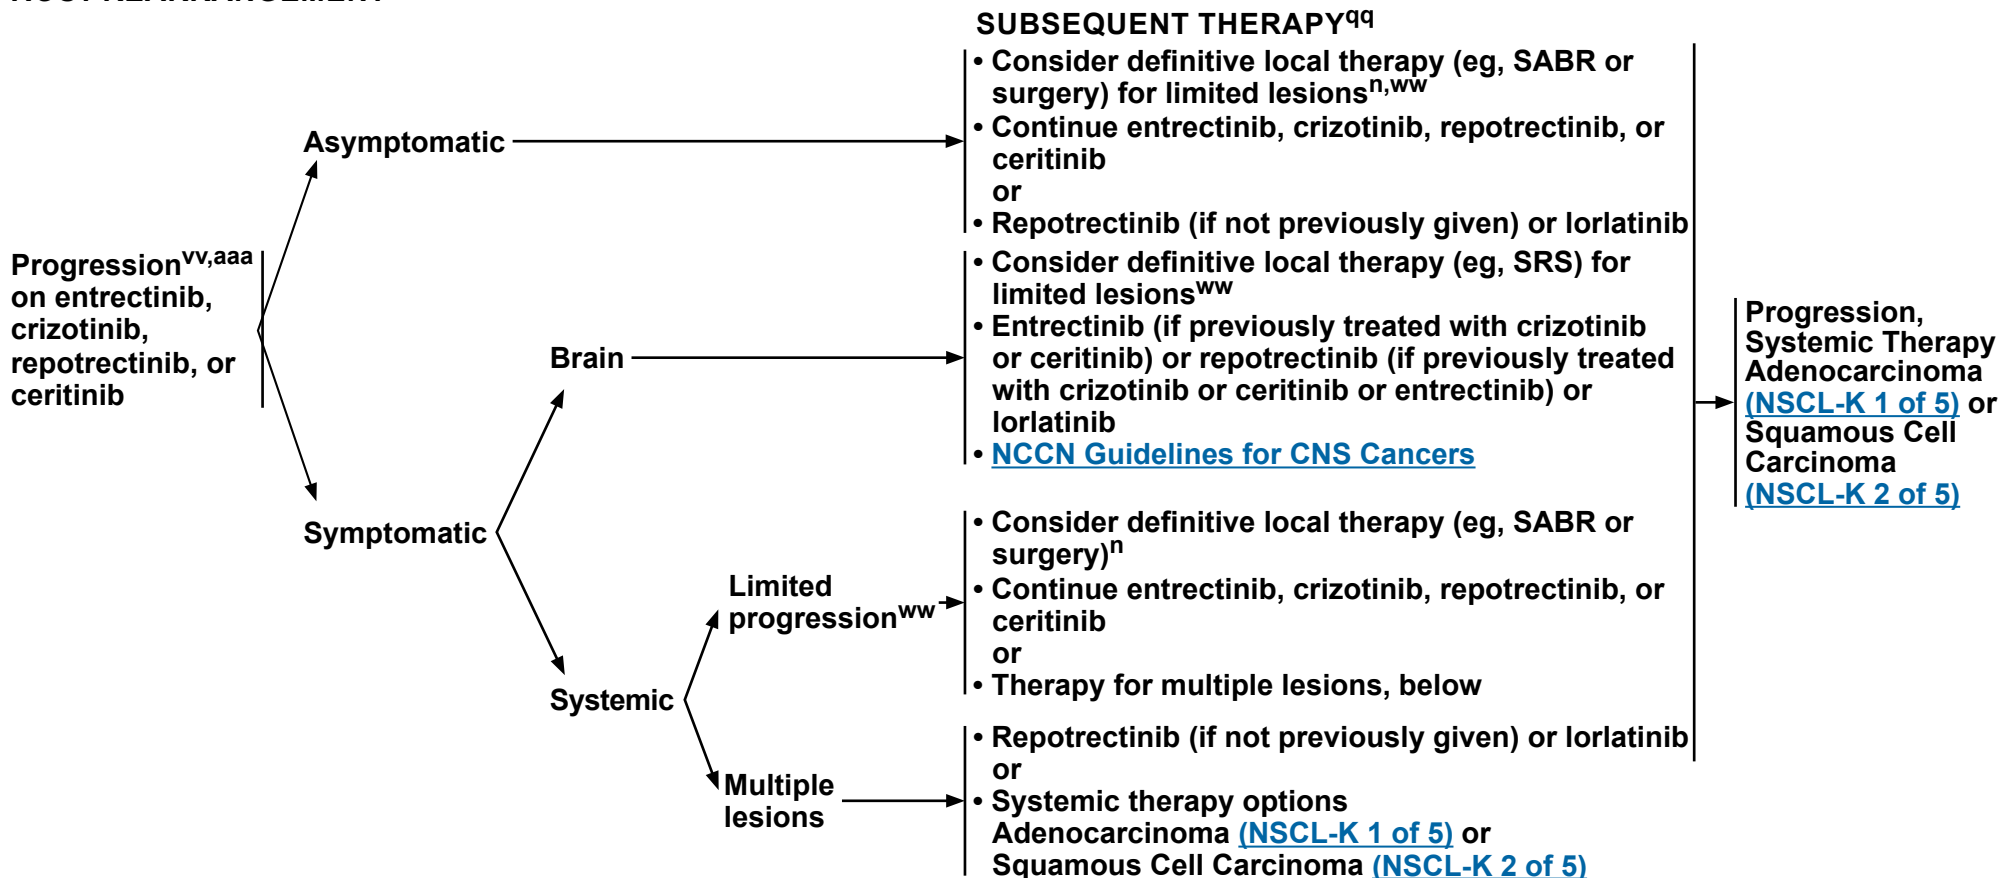 SUBSEQUENT THERAPYqq
Progressionvv,aaa
on entrectinib,
crizotinib,
repotrectinib, or
ceritinib
Asymptomatic
• Consider definitive local therapy (eg, SABR or
surgery) for limited lesionsn,ww
• Continue entrectinib, crizotinib, repotrectinib, or
ceritinib
or
• Repotrectinib (if not previously given) or lorlatinib
Symptomatic
Brain
• Consider definitive local therapy (eg, SRS) for
limited lesionsww
• Entrectinib (if previously treated with crizotinib
or ceritinib) or repotrectinib (if previously treated
with crizotinib or ceritinib or entrectinib) or
lorlatinib
• NCCN Guidelines for CNS Cancers
Systemic
Limited
progressionww
• Consider definitive local therapy (eg, SABR or
surgery)n
• Continue entrectinib, crizotinib, repotrectinib, or
ceritinib
or
• Therapy for multiple lesions, below
Multiple
lesions
• Repotrectinib (if not previously given) or lorlatinib
or
• Systemic therapy options
Adenocarcinoma (NSCL-K 1 of 5) or
Squamous Cell Carcinoma (NSCL-K 2 of 5)
Progression,
Systemic Therapy
Adenocarcinoma
(NSCL-K 1 of 5) or
Squamous Cell
Carcinoma
(NSCL-K 2 of 5)